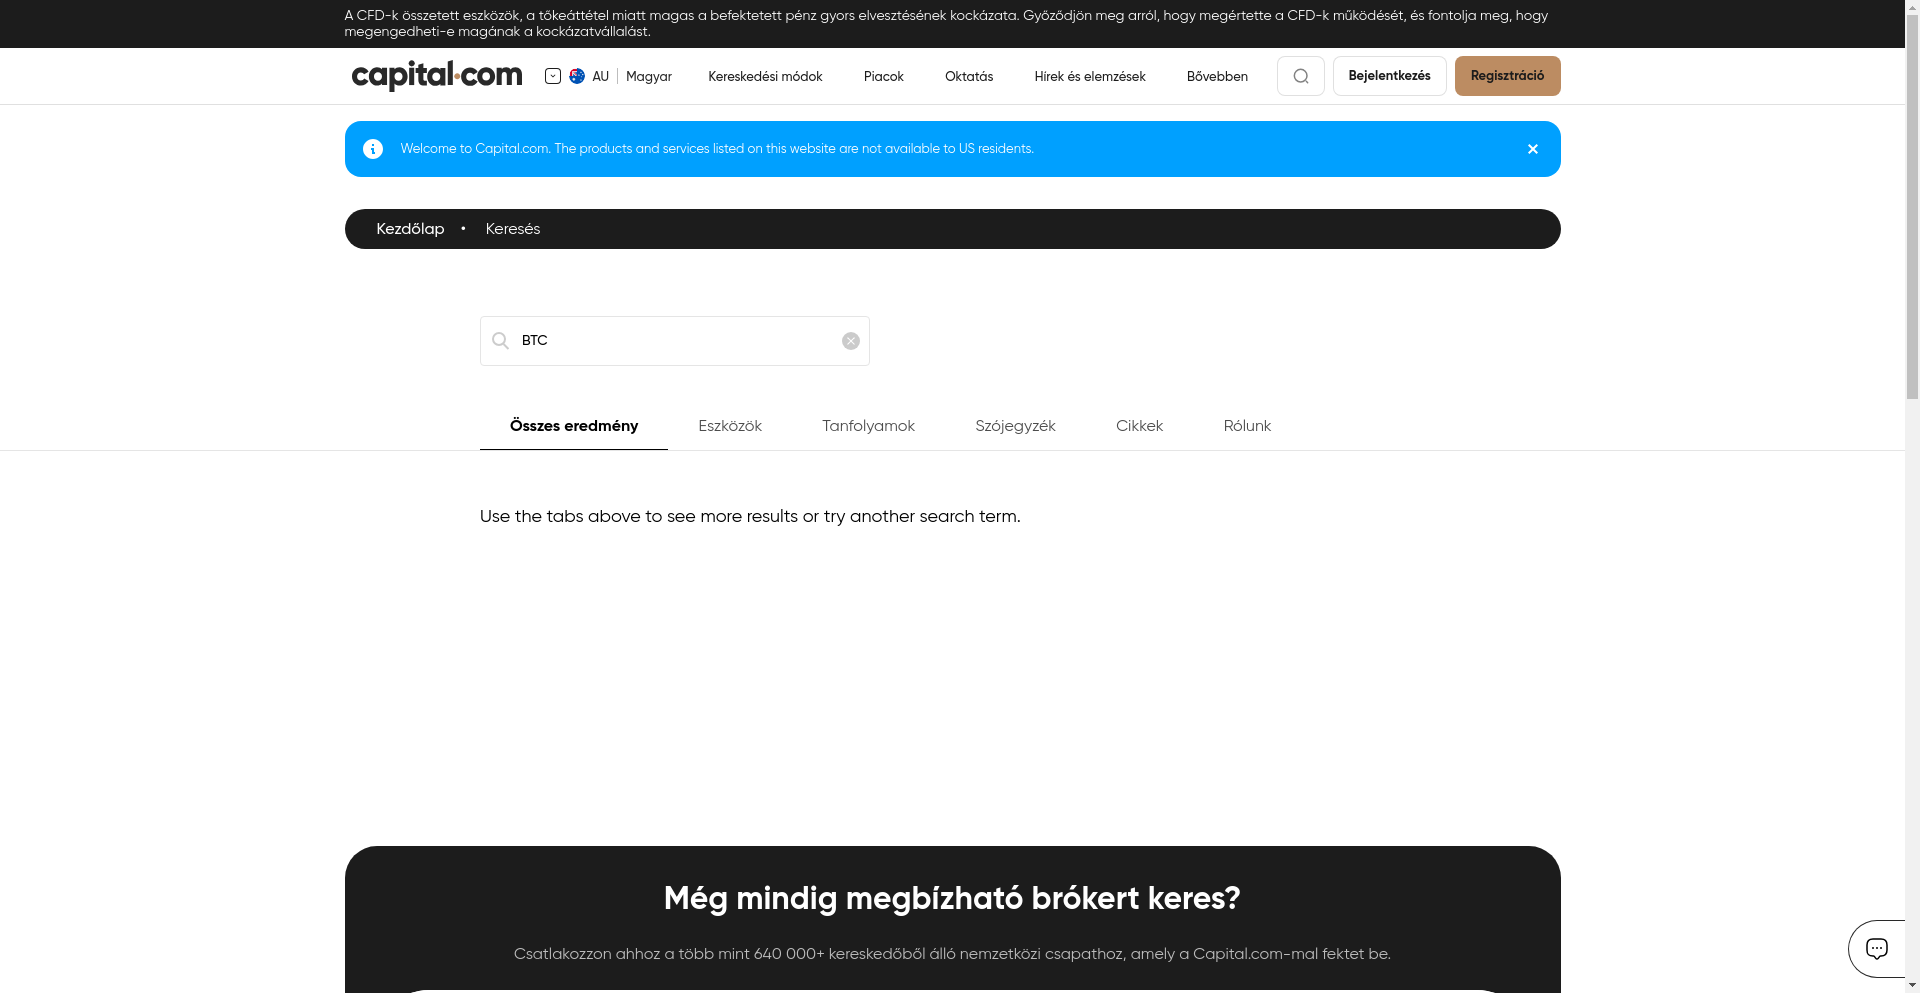 A CFD-k összetett eszközök, a tőkeáttétel miatt magas a befektetett pénz gyors elvesztésének kockázata. Győződjön meg arról, hogy megértette a CFD-k működését, és fontolja meg, hogy
megengedheti-e magának a kockázatvállalást.
capital.com AU Magyar Kereskedési módok Piacok Oktatás Hírek és elemzések Bővebben Bejelentkezés Regisztráció
Welcome to Capital.com. The products and services listed on this website are not available to US residents.
Kezdőlap • Keresés
BTC
Összes eredmény Eszközök Tanfolyamok Szójegyzék Cikkek Rólunk
Use the tabs above to see more results or try another search term.
Még mindig megbízható brókert keres?
Csatlakozzon ahhoz a több mint 640 000+ kereskedőből álló nemzetközi csapathoz, amely a Capital.com-mal fektet be.